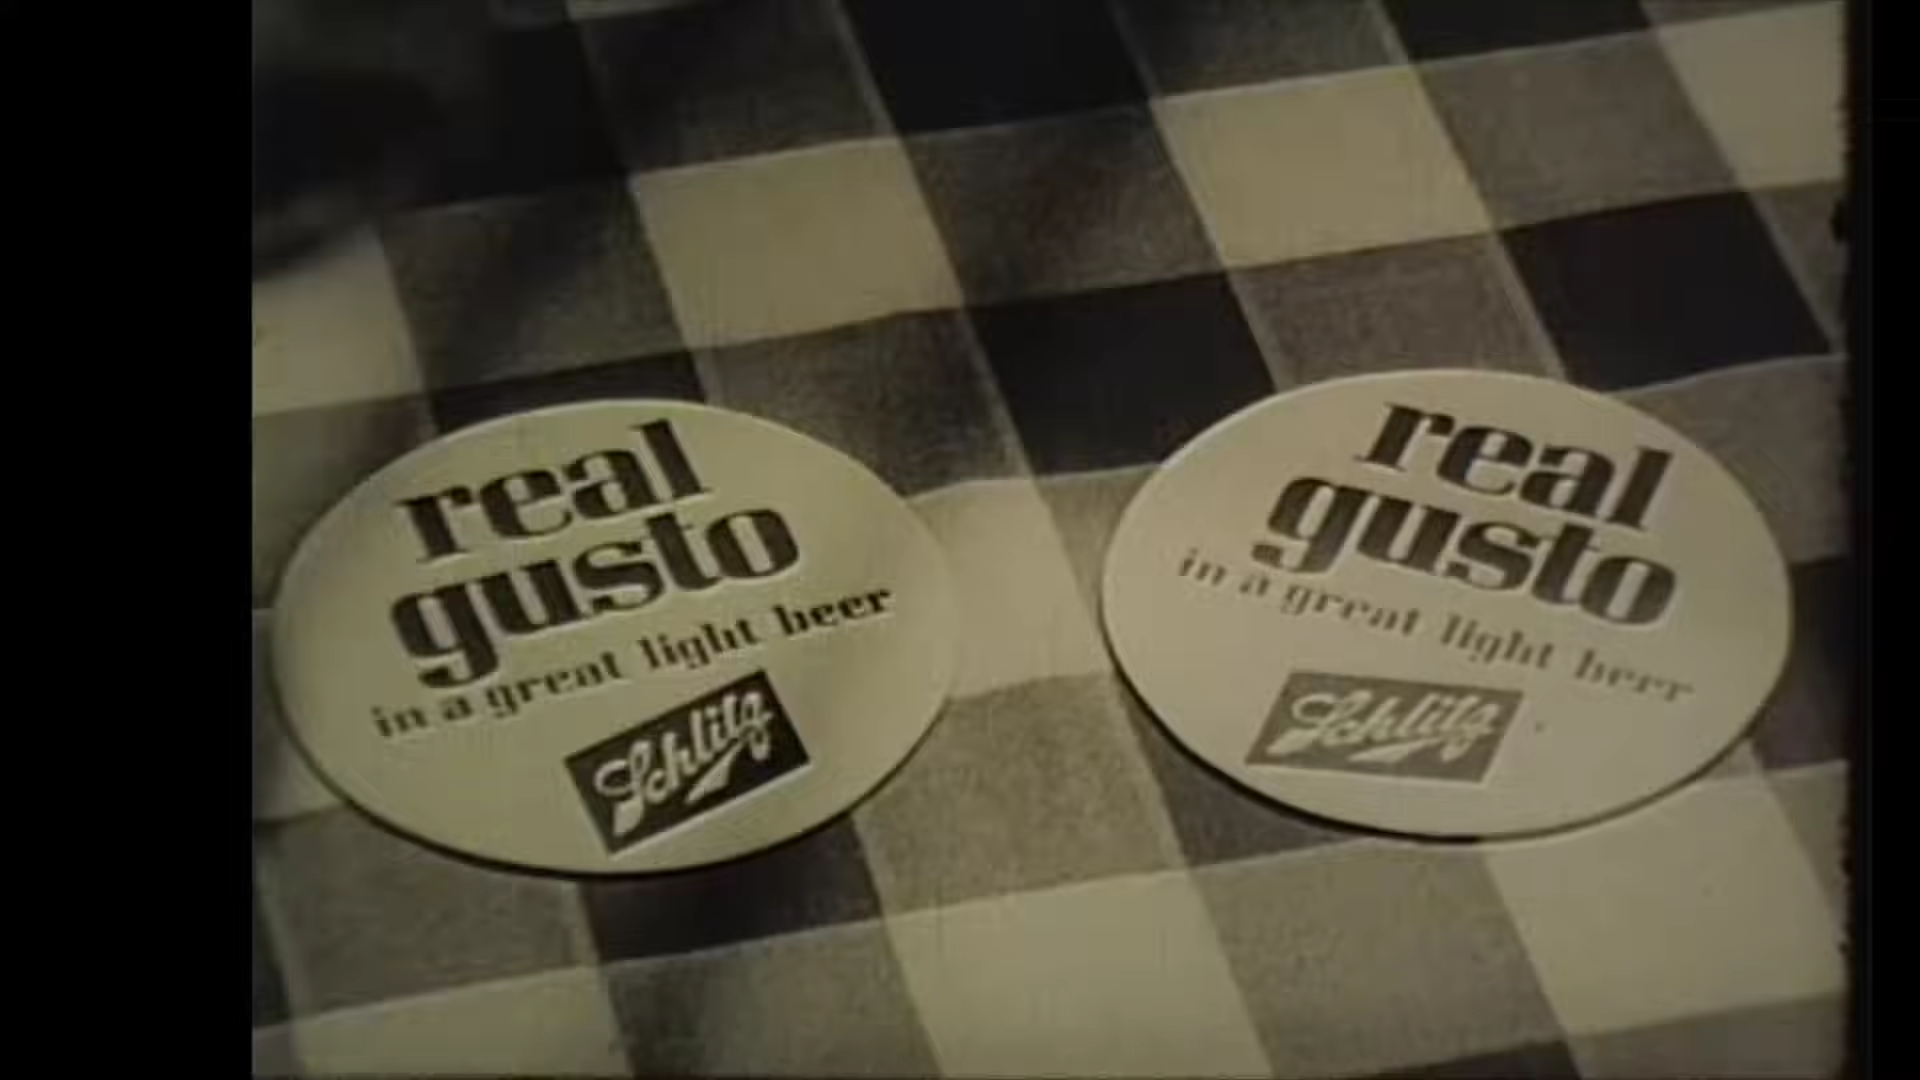 real
gusto
in a great light beer
Schlitz
real
gusto
in a great light beer
Schlitz